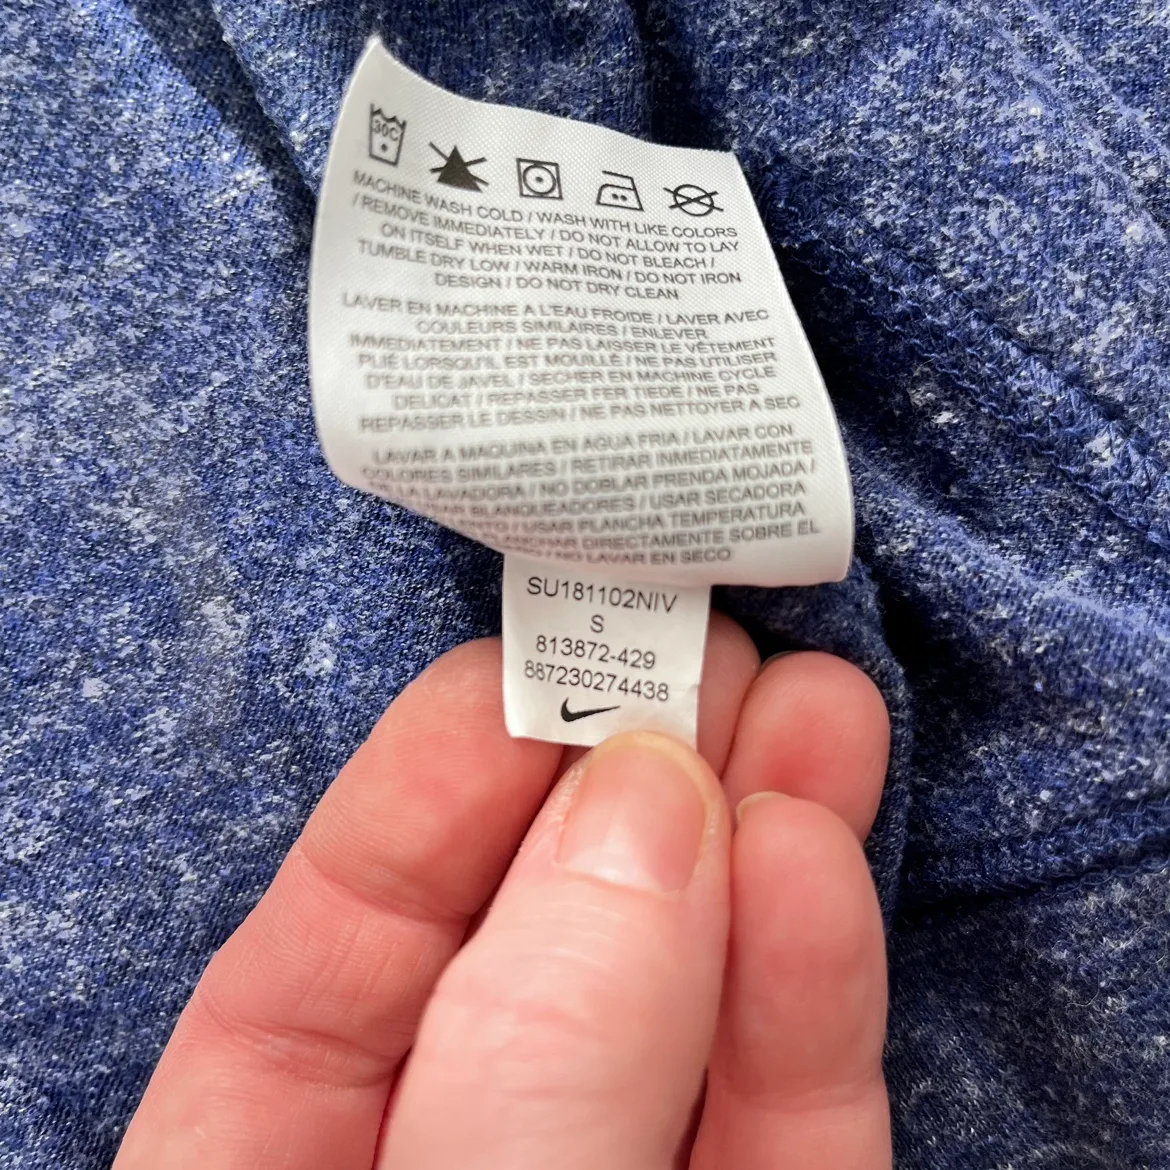 30C
MACHINE WASH COLD / WASH WITH LIKE COLORS
/ REMOVE IMMEDIATELY / DO NOT ALLOW TO LAY
ON ITSELF WHEN WET / DO NOT BLEACH /
TUMBLE DRY LOW / WARM IRON / DO NOT IRON
DESIGN / DO NOT DRY CLEAN
LAVER EN MACHINE A L'EAU FROIDE / LAVER AVEC
COULEURS SIMILAIRES / ENLEVER
IMMEDIATEMENT / NE PAS LAISSER LE VÊTEMENT
PLIÉ LORSQU'IL EST MOUILLÉ / NE PAS UTILISER
D'EAU DE JAVEL / SECHER EN MACHINE CYCLE
DELICAT / REPASSER FER TIEDE / NE PAS
REPASSER LE DESSIN / NE PAS NETTOYER A SEC
LAVAR A MAQUINA EN AGUA FRIA / LAVAR CON
COLORES SIMILARES / RETIRAR INMEDIATAMENTE
LA LAVADORA / NO DOBLAR PRENDA MOJADA /
BLANQUEADORES / USAR SECADORA
/ USAR PLANCHA TEMPERATURA
DIRECTAMENTE SOBRE EL
/ NO LAVAR EN SECO
SU181102NIV
S
813872-429
887230274438